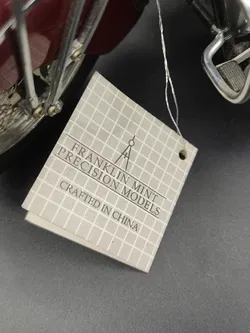 FRANKLIN MINT
PRECISION MODELS
CRAFTED IN CHINA